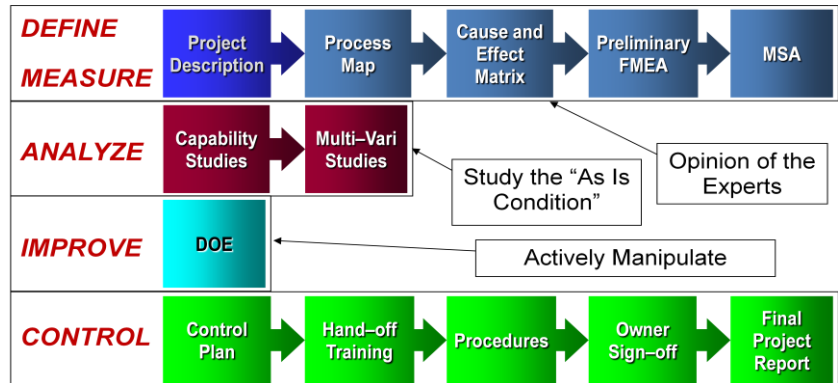 DEFINE
MEASURE
Project
Description
Process
Map
Cause and
Effect
Matrix
Preliminary
FMEA
MSA
ANALYZE
Capability
Studies
Multi–Vari
Studies
Study the “As Is
Condition”
Opinion of the
Experts
IMPROVE
DOE
Actively Manipulate
CONTROL
Control
Plan
Hand–off
Training
Procedures
Owner
Sign–off
Final
Project
Report